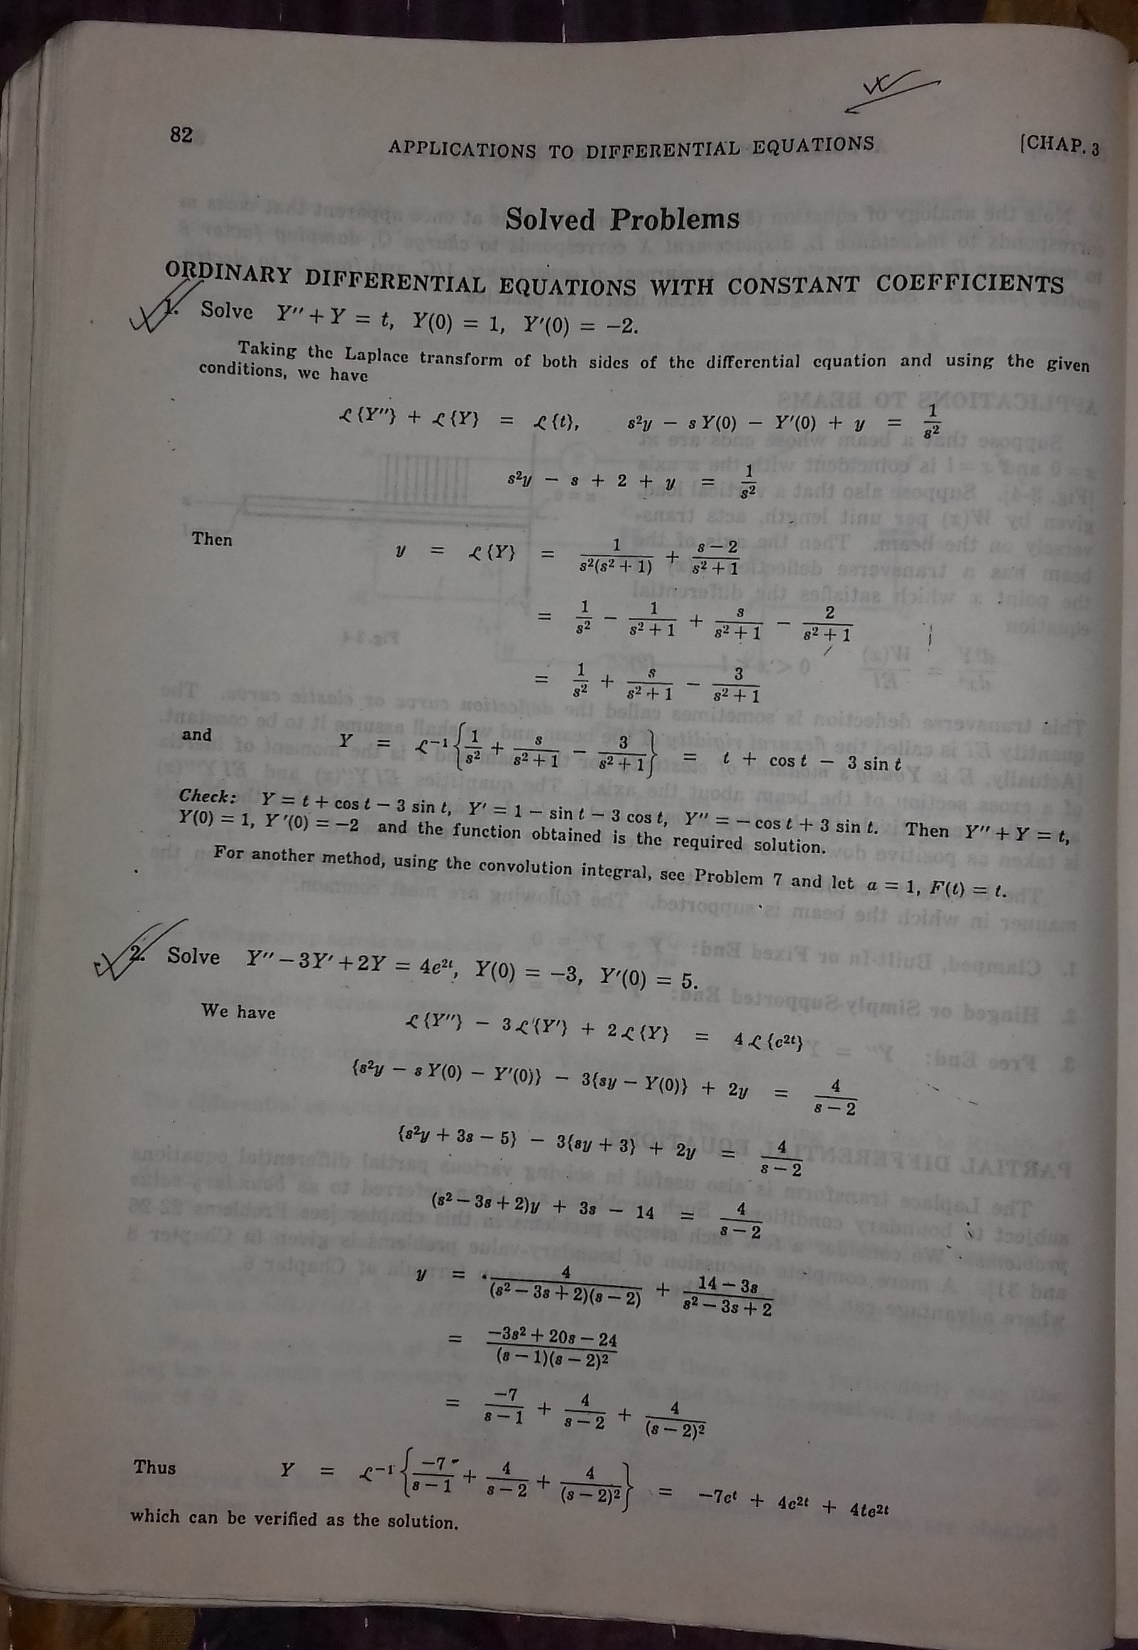 82
APPLICATIONS TO DIFFERENTIAL EQUATIONS
[CHAP. 3
Solved Problems
ORDINARY DIFFERENTIAL EQUATIONS WITH CONSTANT COEFFICIENTS
1. Solve Y″ + Y = t, Y(0) = 1, Y′(0) = −2.
Taking the Laplace transform of both sides of the differential equation and using the given
conditions, we have
ℒ{Y″} + ℒ{Y} = ℒ{t}, s²y − s Y(0) − Y′(0) + y = 1/s²
s²y − s + 2 + y = 1/s²
Then y = ℒ{Y} = 1/(s²(s² + 1)) + (s − 2)/(s² + 1)
= 1/s² − 1/(s² + 1) + s/(s² + 1) − 2/(s² + 1)
= 1/s² + s/(s² + 1) − 3/(s² + 1)
and Y = ℒ⁻¹{1/s² + s/(s² + 1) − 3/(s² + 1)} = t + cos t − 3 sin t
Check: Y = t + cos t − 3 sin t, Y′ = 1 − sin t − 3 cos t, Y″ = − cos t + 3 sin t. Then Y″ + Y = t,
Y(0) = 1, Y′(0) = −2 and the function obtained is the required solution.
For another method, using the convolution integral, see Problem 7 and let a = 1, F(t) = t.
2. Solve Y″ − 3Y′ + 2Y = 4e²ᵗ, Y(0) = −3, Y′(0) = 5.
We have ℒ{Y″} − 3ℒ{Y′} + 2ℒ{Y} = 4ℒ{e²ᵗ}
{s²y − s Y(0) − Y′(0)} − 3{sy − Y(0)} + 2y = 4/(s − 2)
{s²y + 3s − 5} − 3{sy + 3} + 2y = 4/(s − 2)
(s² − 3s + 2)y + 3s − 14 = 4/(s − 2)
y = 4/((s² − 3s + 2)(s − 2)) + (14 − 3s)/(s² − 3s + 2)
= (−3s² + 20s − 24)/((s − 1)(s − 2)²)
= −7/(s − 1) + 4/(s − 2) + 4/(s − 2)²
Thus Y = ℒ⁻¹{−7/(s − 1) + 4/(s − 2) + 4/(s − 2)²} = −7eᵗ + 4e²ᵗ + 4te²ᵗ
which can be verified as the solution.